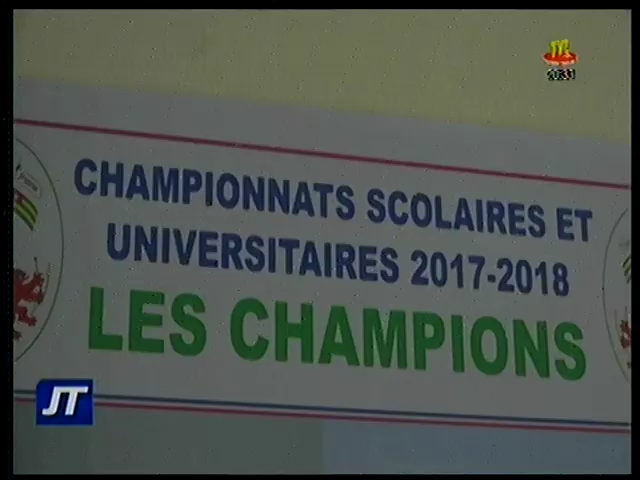 20:31
CHAMPIONNATS SCOLAIRES ET
UNIVERSITAIRES 2017-2018
LES CHAMPIONS
JT